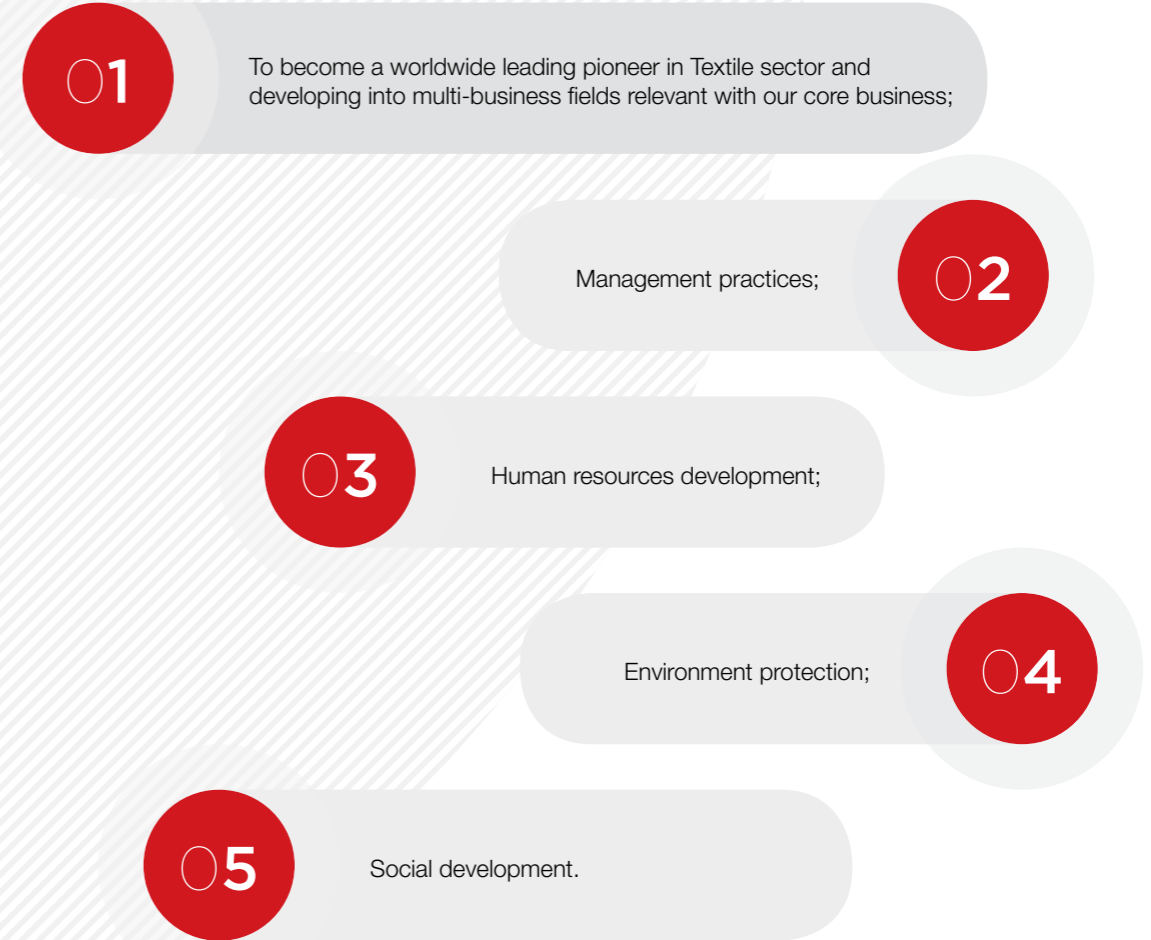 01
To become a worldwide leading pioneer in Textile sector and
developing into multi-business fields relevant with our core business;
Management practices;
02
03
Human resources development;
Environment protection;
04
05
Social development.